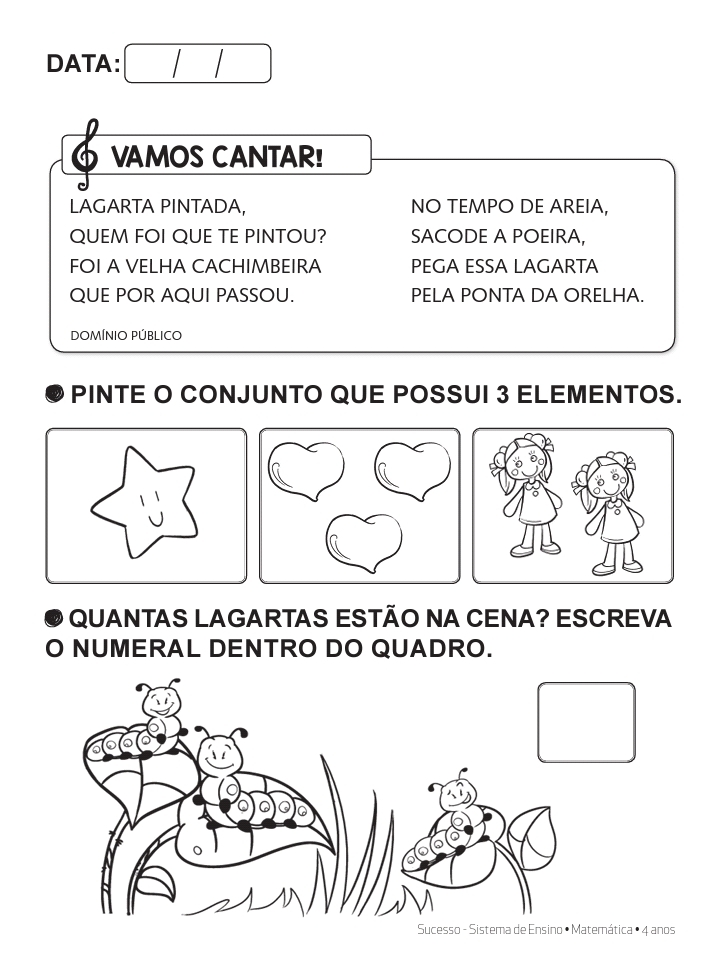 DATA: / /
VAMOS CANTAR!
LAGARTA PINTADA,
QUEM FOI QUE TE PINTOU?
FOI A VELHA CACHIMBEIRA
QUE POR AQUI PASSOU.
NO TEMPO DE AREIA,
SACODE A POEIRA,
PEGA ESSA LAGARTA
PELA PONTA DA ORELHA.
DOMÍNIO PÚBLICO
PINTE O CONJUNTO QUE POSSUI 3 ELEMENTOS.
QUANTAS LAGARTAS ESTÃO NA CENA? ESCREVA
O NUMERAL DENTRO DO QUADRO.
Sucesso - Sistema de Ensino • Matemática • 4 anos